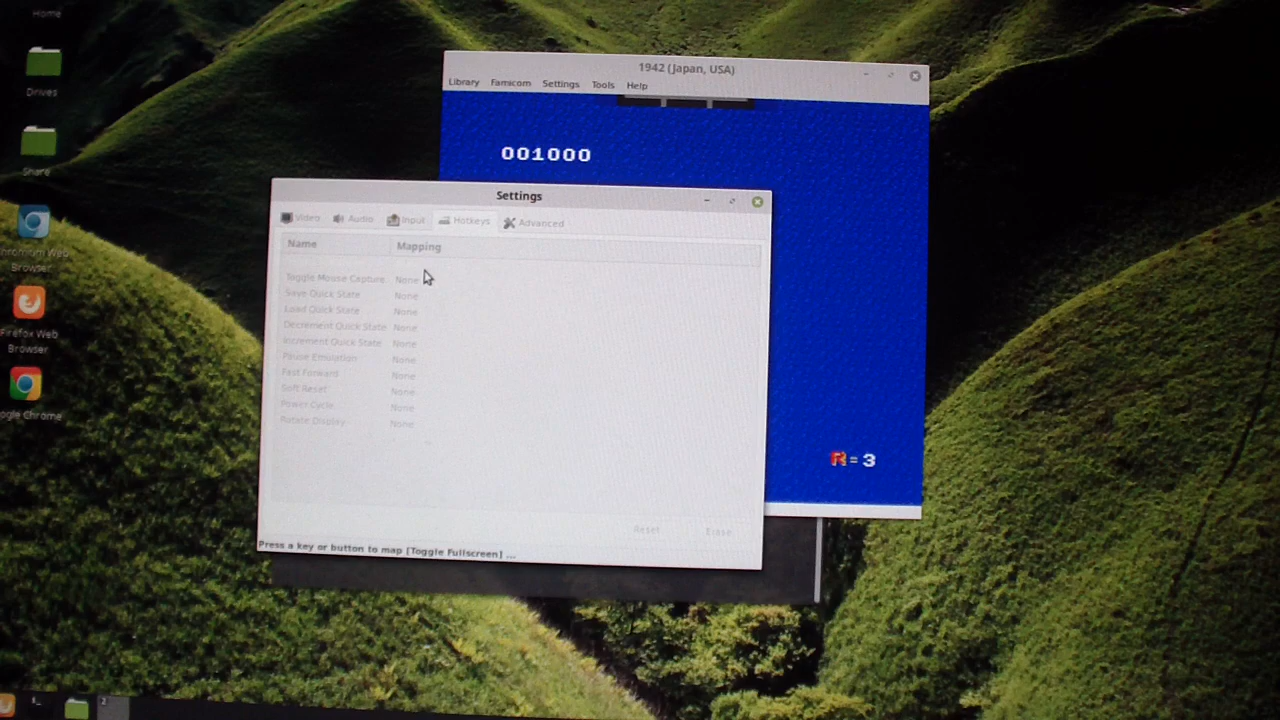 Home
Drives
Share
hromium Web
Browser
Firefox Web
Browser
ogle Chrome
1942 (Japan, USA)
Library Famicom Settings Tools Help
001000
R = 3
Settings
Video Audio Input Hotkeys Advanced
Name Mapping
Toggle Mouse Capture None
Save Quick State None
Load Quick State None
Decrement Quick State None
Increment Quick State None
Pause Emulation None
Fast Forward None
Soft Reset None
Power Cycle None
Rotate Display None
Reset Erase
Press a key or button to map [Toggle Fullscreen] ...
2